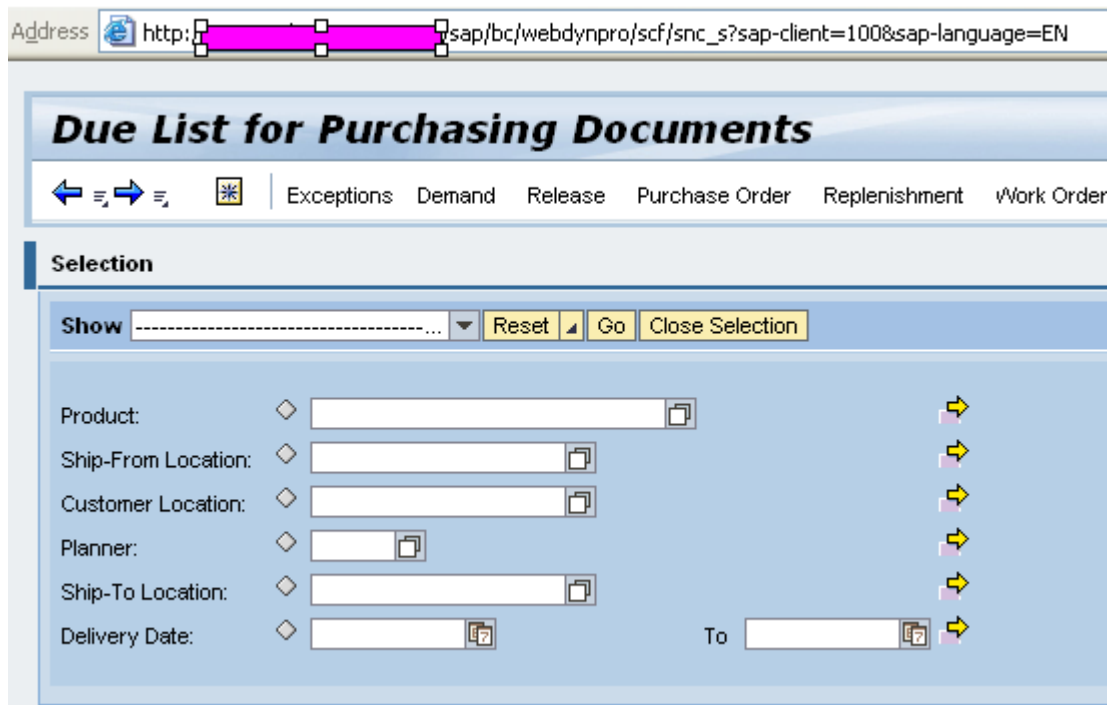 Address http: /sap/bc/webdynpro/scf/snc_s?sap-client=100&sap-language=EN
Due List for Purchasing Documents
Exceptions Demand Release Purchase Order Replenishment Work Order
Selection
Show -------------------------------------... Reset Go Close Selection
Product:
Ship-From Location:
Customer Location:
Planner:
Ship-To Location:
Delivery Date: To